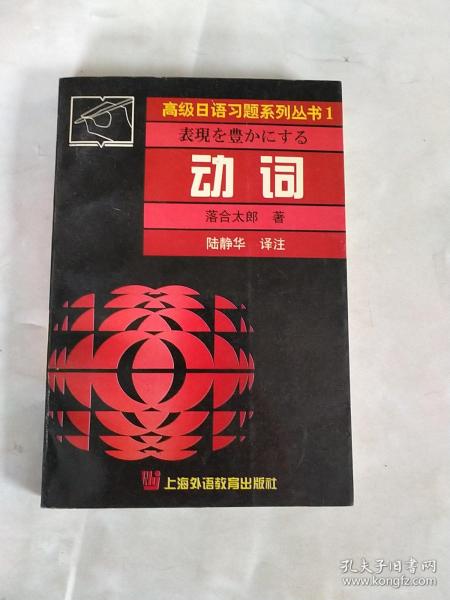 高级日语习题系列丛书1
表現を豊かにする
动词
落合太郎 著
陆静华 译注
上海外语教育出版社
孔夫子旧书网
www.kongfz.com